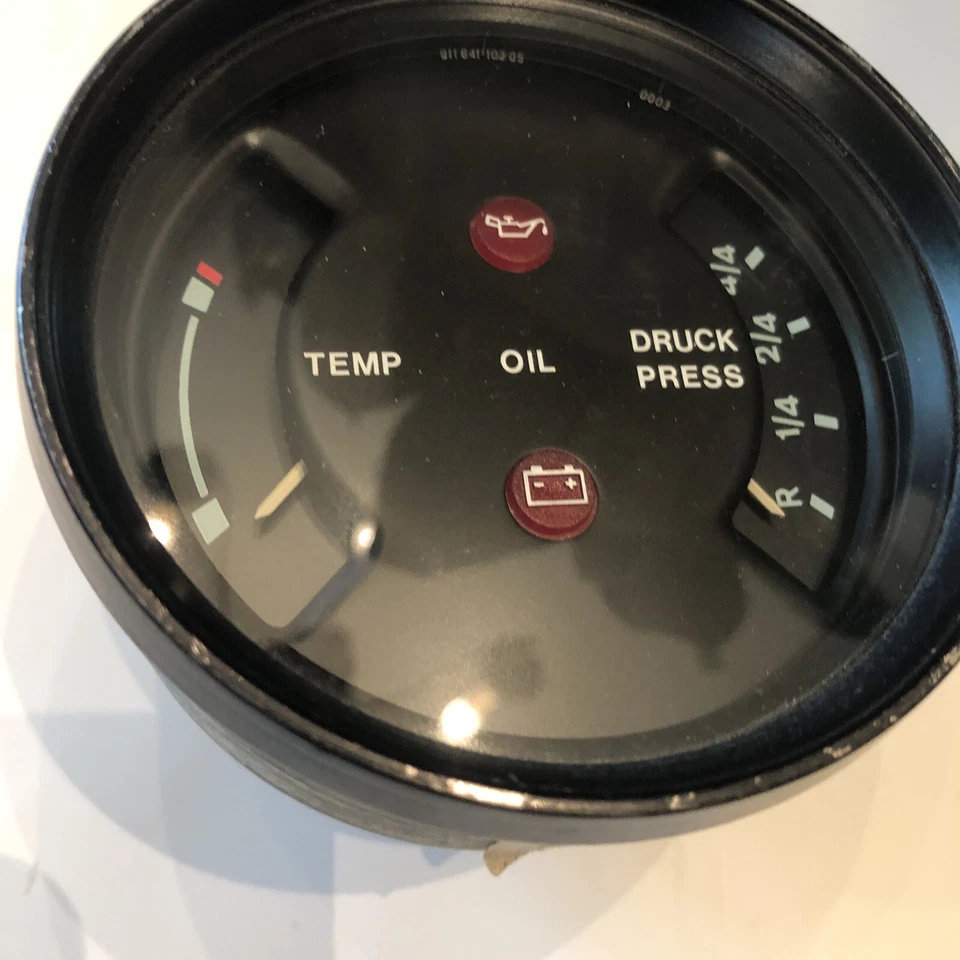 911 641 103 05
0003
TEMP
OIL
DRUCK
PRESS
4/4
2/4
1/4
R